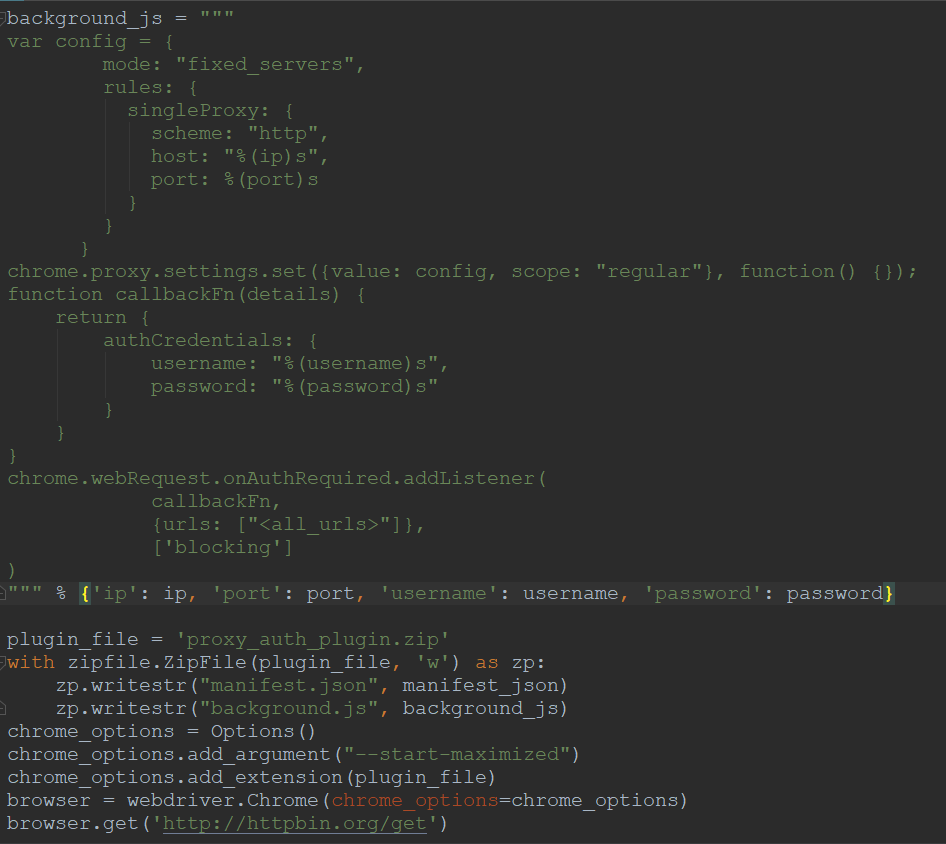 background_js = """
var config = {
        mode: "fixed_servers",
        rules: {
          singleProxy: {
            scheme: "http",
            host: "%(ip)s",
            port: %(port)s
          }
        }
      }
chrome.proxy.settings.set({value: config, scope: "regular"}, function() {});
function callbackFn(details) {
    return {
        authCredentials: {
            username: "%(username)s",
            password: "%(password)s"
        }
    }
}
chrome.webRequest.onAuthRequired.addListener(
            callbackFn,
            {urls: ["<all_urls>"]},
            ['blocking']
)
""" % {'ip': ip, 'port': port, 'username': username, 'password': password}

plugin_file = 'proxy_auth_plugin.zip'
with zipfile.ZipFile(plugin_file, 'w') as zp:
    zp.writestr("manifest.json", manifest_json)
    zp.writestr("background.js", background_js)
chrome_options = Options()
chrome_options.add_argument("--start-maximized")
chrome_options.add_extension(plugin_file)
browser = webdriver.Chrome(chrome_options=chrome_options)
browser.get('http://httpbin.org/get')